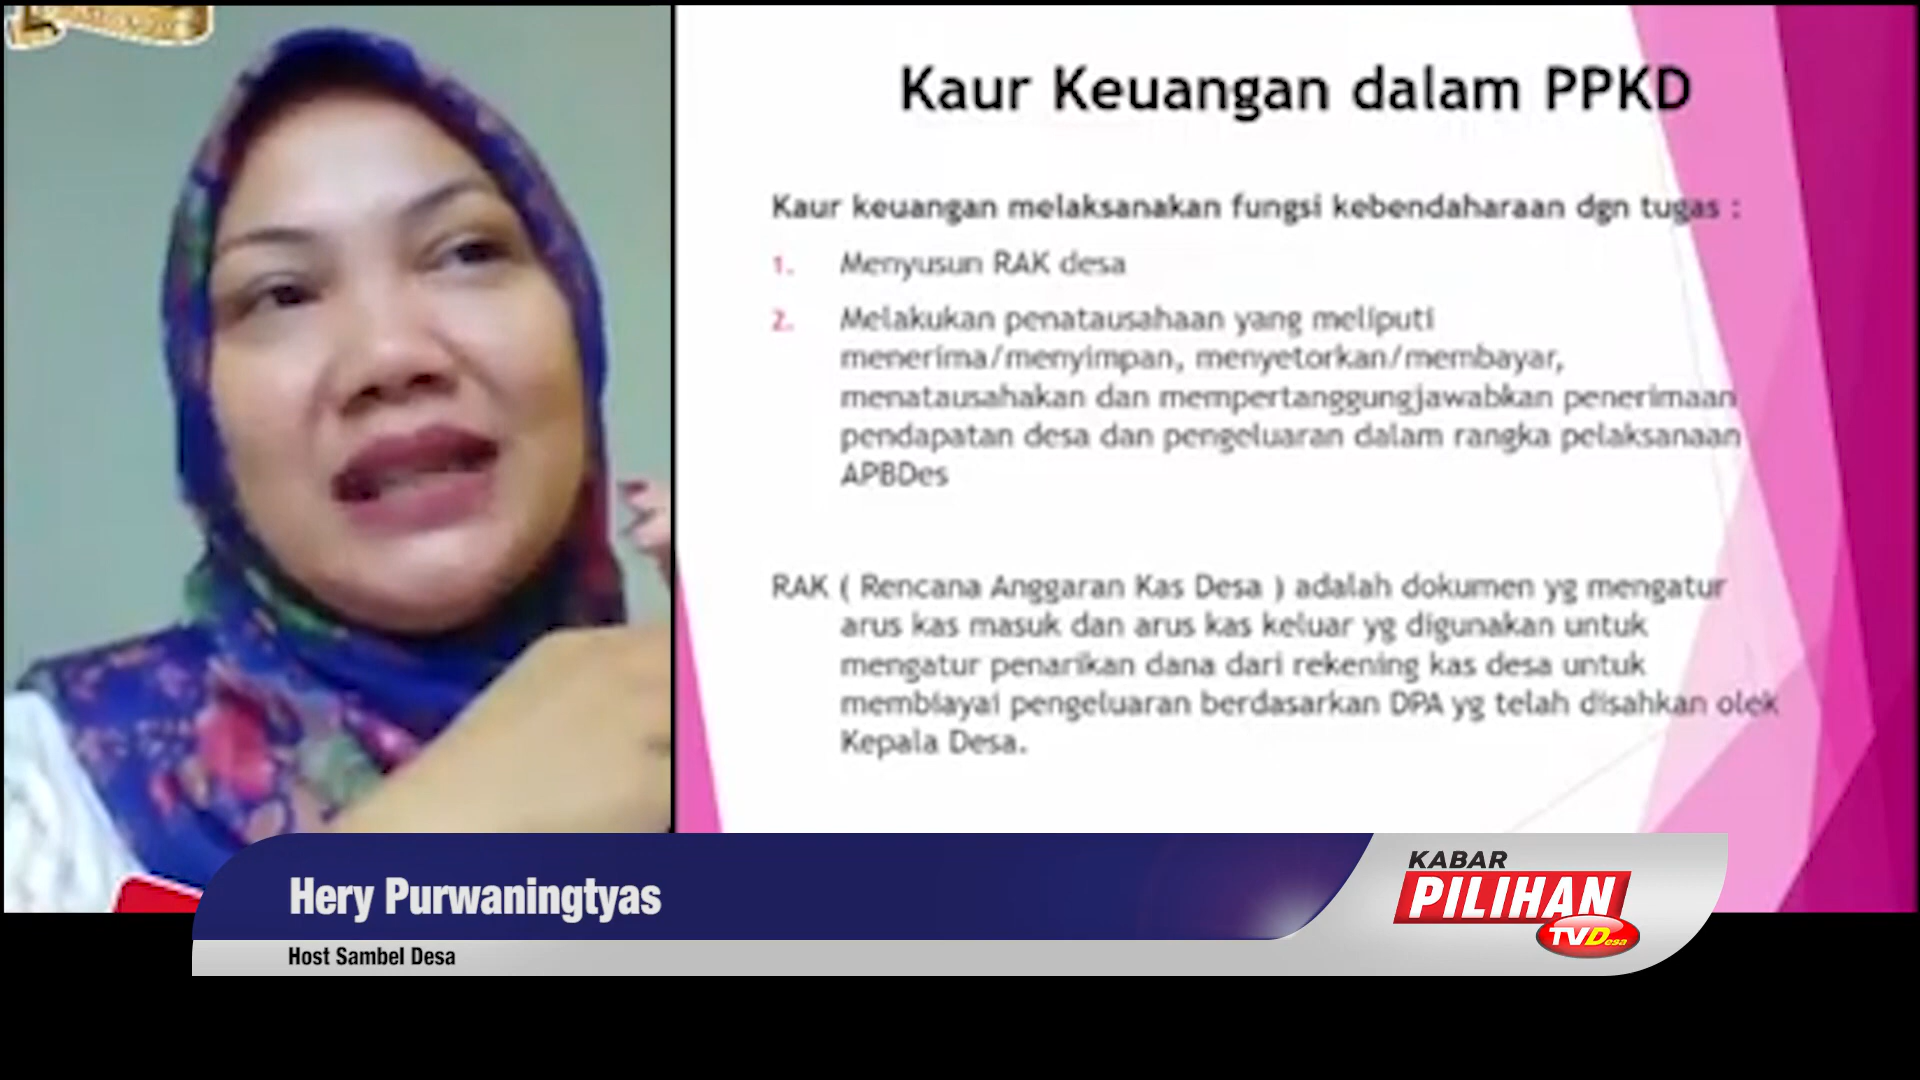 Kaur Keuangan dalam PPKD
Kaur keuangan melaksanakan fungsi kebendaharaan dgn tugas :
1. Menyusun RAK desa
2. Melakukan penatausahaan yang meliputi
menerima/menyimpan, menyetorkan/membayar,
menatausahakan dan mempertanggungjawabkan penerimaan
pendapatan desa dan pengeluaran dalam rangka pelaksanaan
APBDes
RAK ( Rencana Anggaran Kas Desa ) adalah dokumen yg mengatur
arus kas masuk dan arus kas keluar yg digunakan untuk
mengatur penarikan dana dari rekening kas desa untuk
membiayai pengeluaran berdasarkan DPA yg telah disahkan olek
Kepala Desa.
Hery Purwaningtyas
Host Sambel Desa
KABAR
PILIHAN
TVDesa